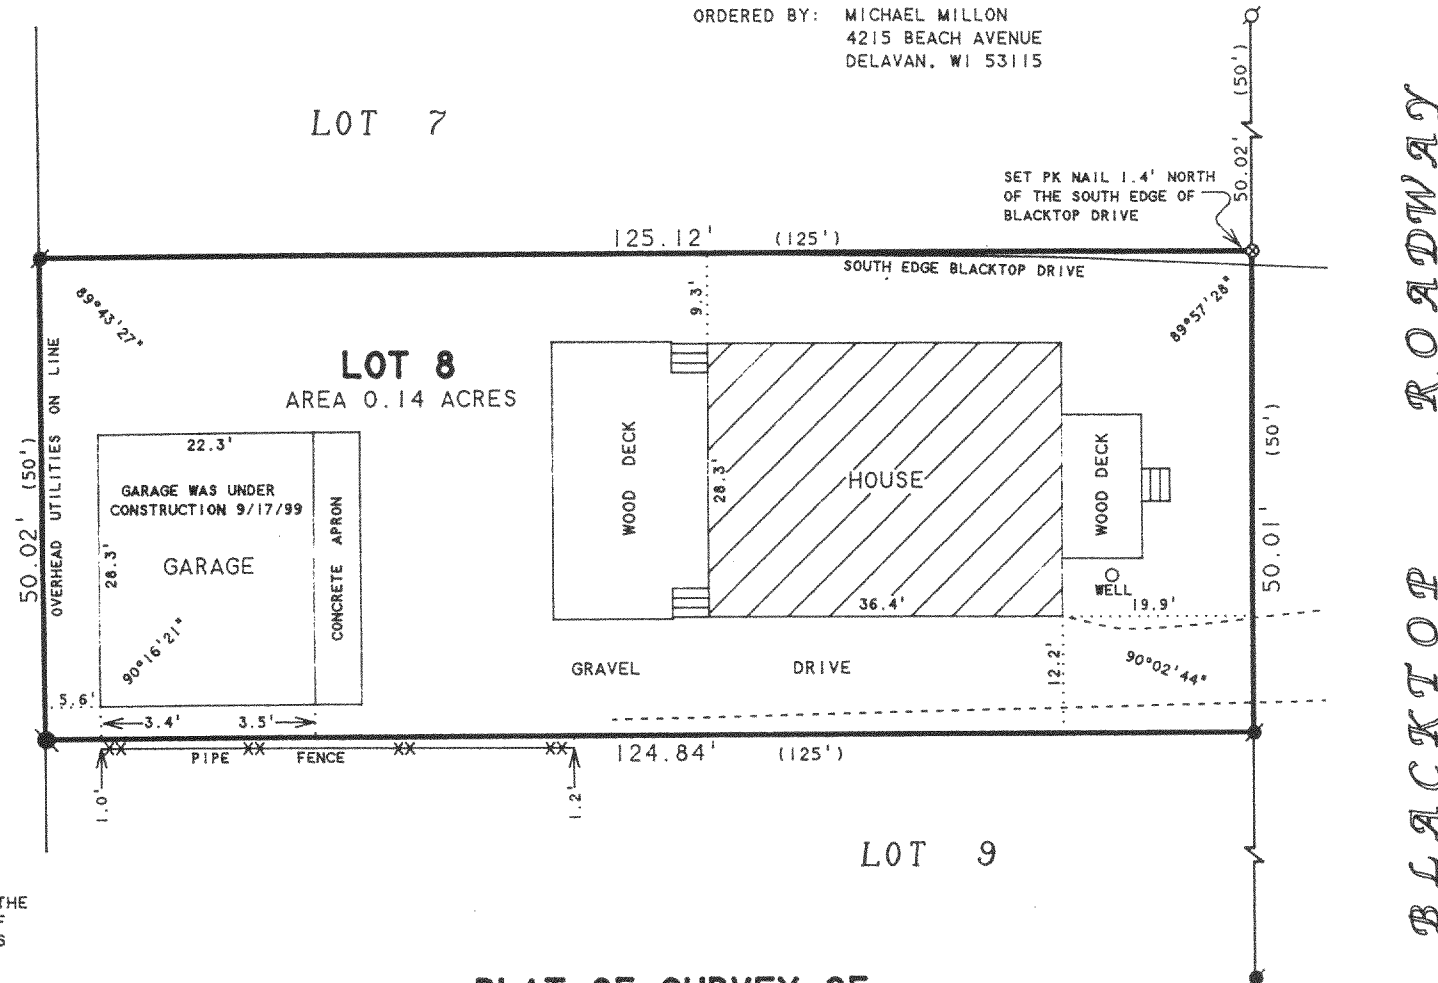 ORDERED BY: MICHAEL MILLON
4215 BEACH AVENUE
DELAVAN, WI 53115
LOT 7
(50')
50.02'
SET PK NAIL 1.4' NORTH
OF THE SOUTH EDGE OF
BLACKTOP DRIVE
125.12' (125')
SOUTH EDGE BLACKTOP DRIVE
89°43'27"
9.3'
89°57'28"
LOT 8
AREA 0.14 ACRES
50.02' (50')
OVERHEAD UTILITIES ON LINE
22.3'
GARAGE WAS UNDER
CONSTRUCTION 9/17/99
28.3'
GARAGE
CONCRETE APRON
90°16'21"
WOOD DECK
28.3'
HOUSE
36.4'
WOOD DECK
WELL
19.9'
(50')
50.01'
GRAVEL DRIVE
12.2'
90°02'44"
5.6'
3.4' 3.5'
PIPE FENCE
124.84' (125')
1.0'
1.2'
LOT 9
BLACKTOP ROADWAY
THE
PLAT OF SURVEY OF